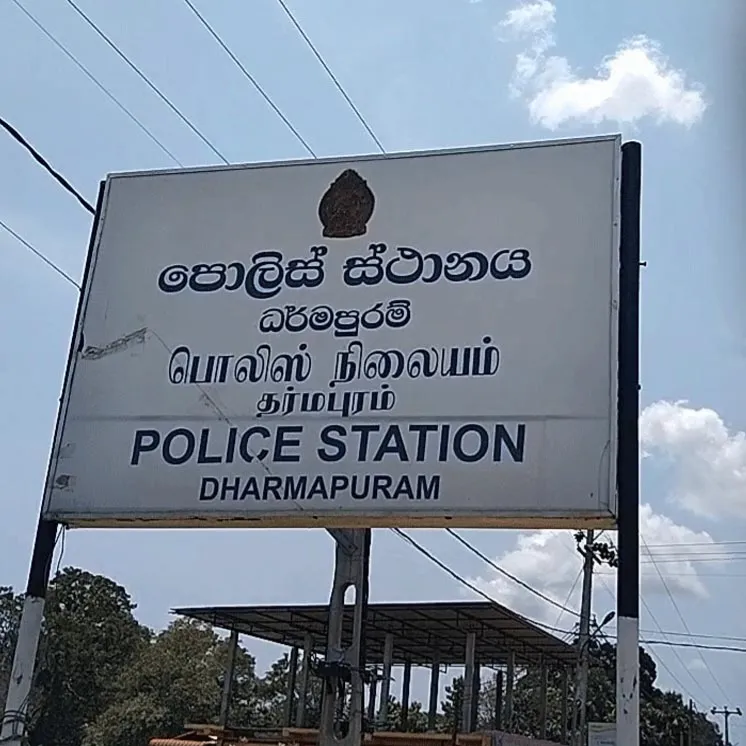 පොලිස් ස්ථානය
ධර්මපුරම්
பொலிஸ் நிலையம்
தர்மபுரம்
POLICE STATION
DHARMAPURAM